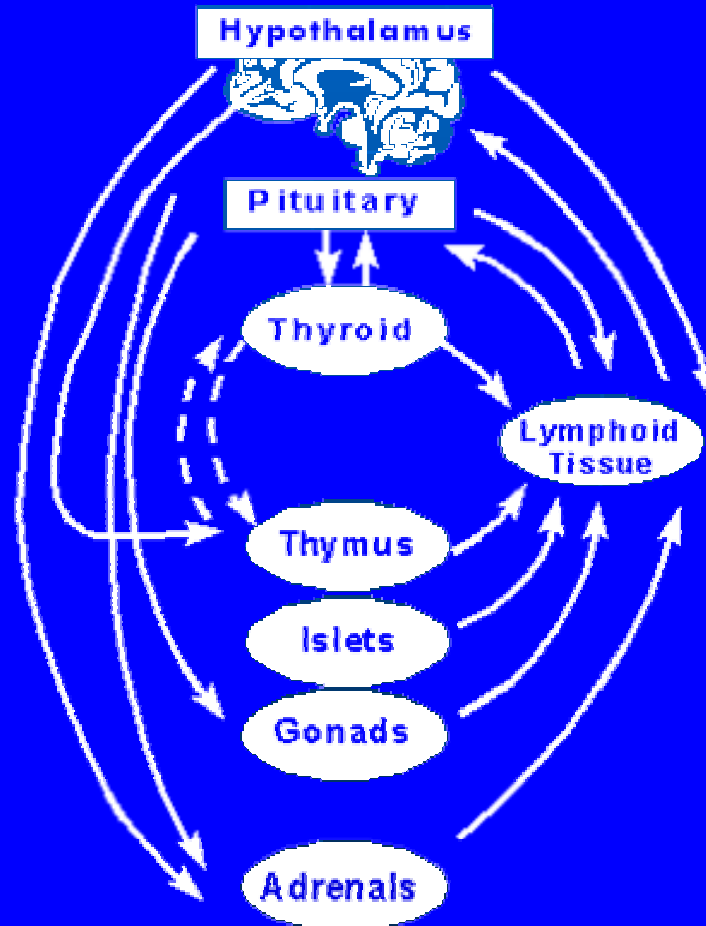 Hypothalamus
Pituitary
Thyroid
Lymphoid
Tissue
Thymus
Islets
Gonads
Adrenals